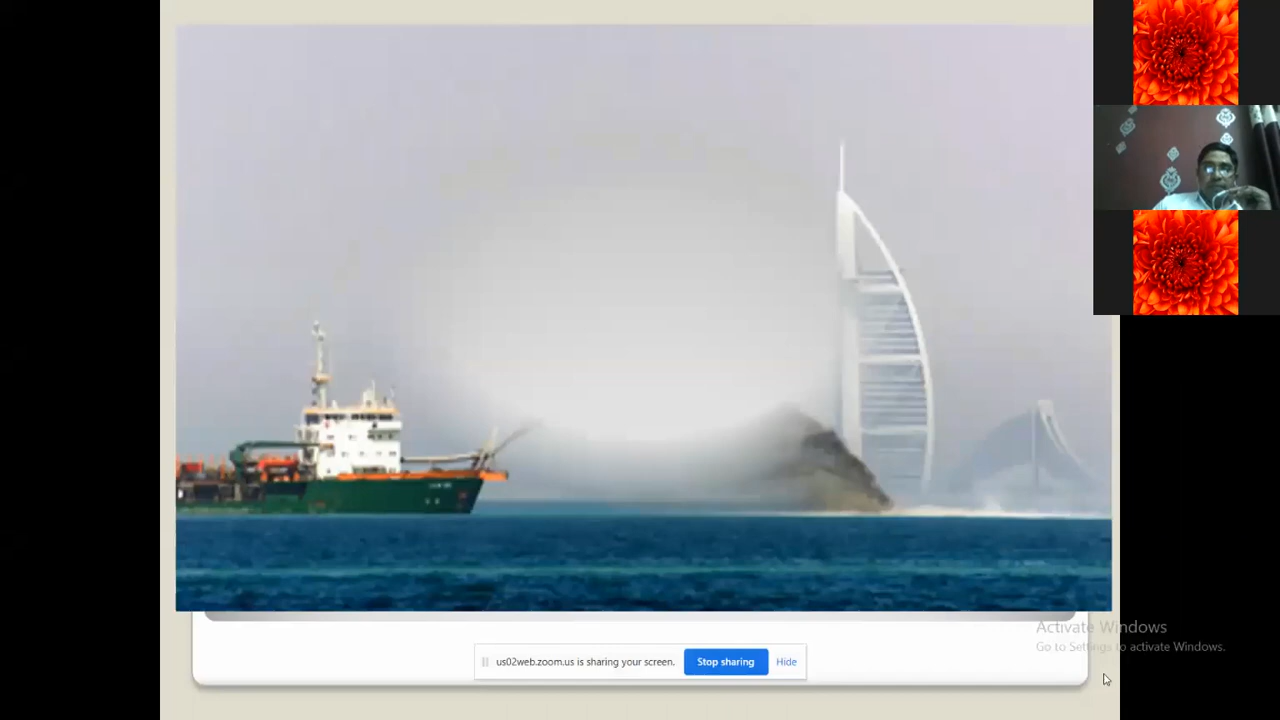 Activate Windows
Go to Settings to activate Windows.
us02web.zoom.us is sharing your screen.
Stop sharing
Hide